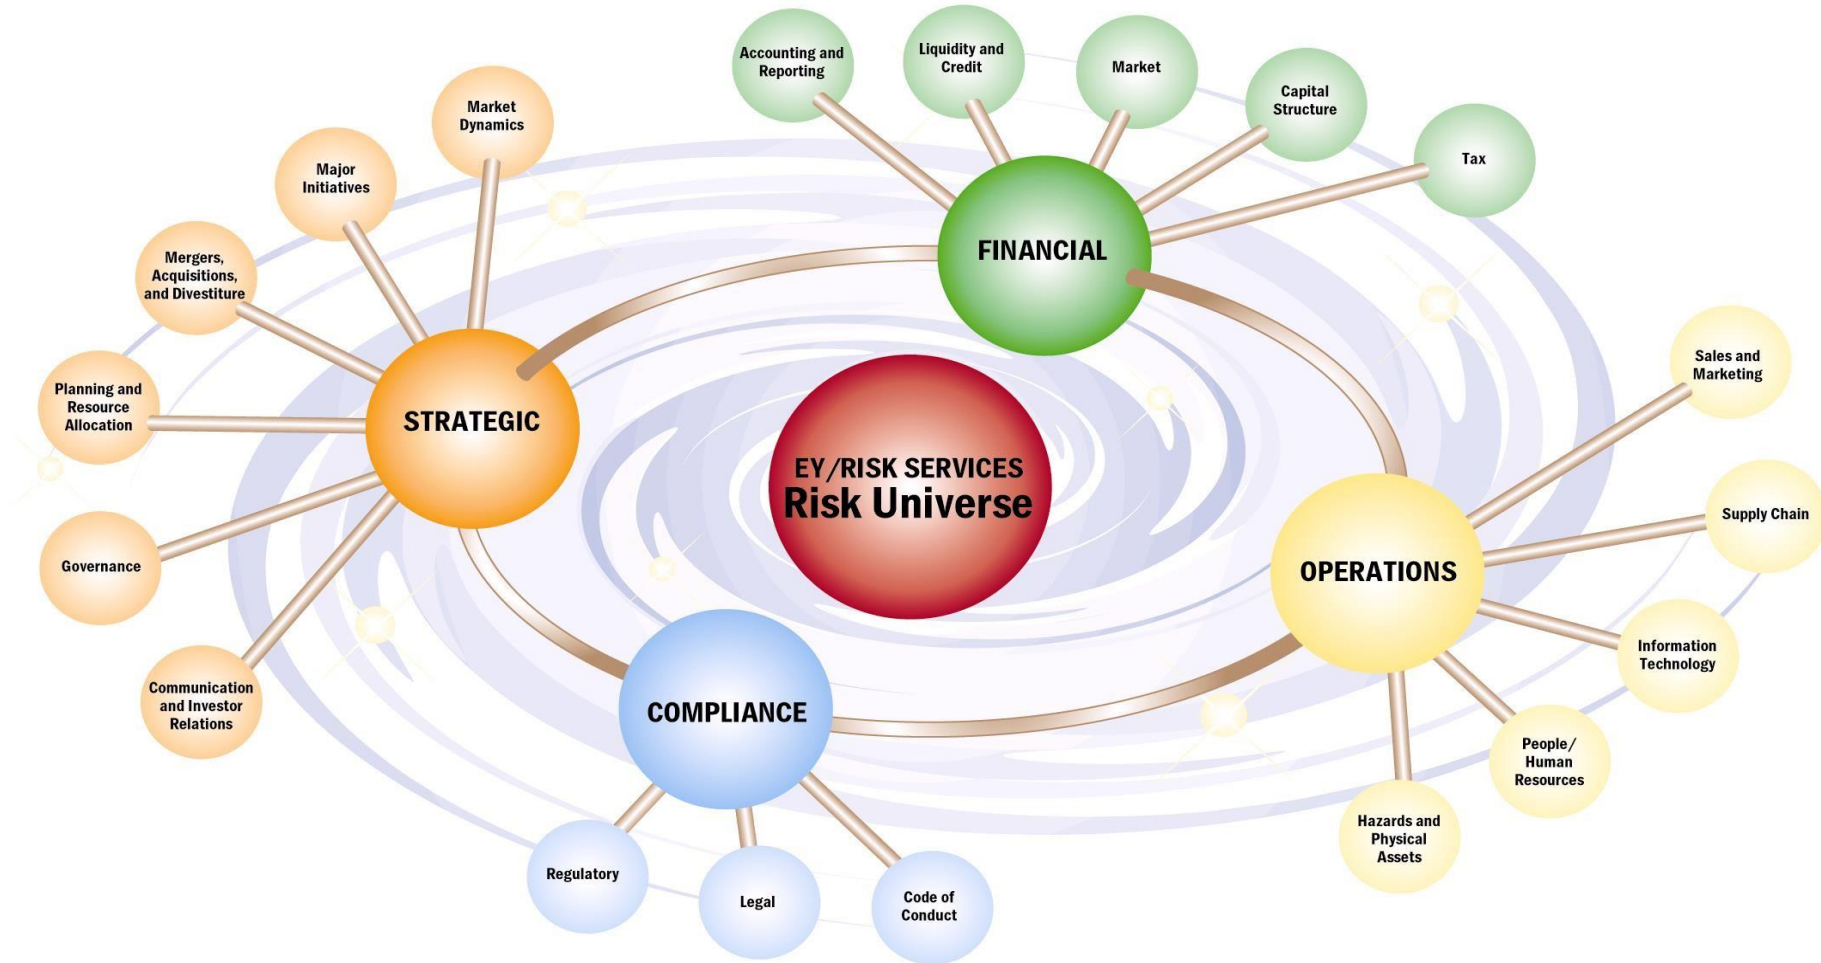 Accounting and
Reporting
Liquidity and
Credit
Market
Capital
Structure
Tax
Market
Dynamics
Major
Initiatives
Mergers,
Acquisitions,
and Divestiture
Planning and
Resource
Allocation
Governance
Communication
and Investor
Relations
STRATEGIC
FINANCIAL
EY/RISK SERVICES
Risk Universe
OPERATIONS
COMPLIANCE
Sales and
Marketing
Supply Chain
Information
Technology
People/
Human
Resources
Hazards and
Physical
Assets
Regulatory
Legal
Code of
Conduct